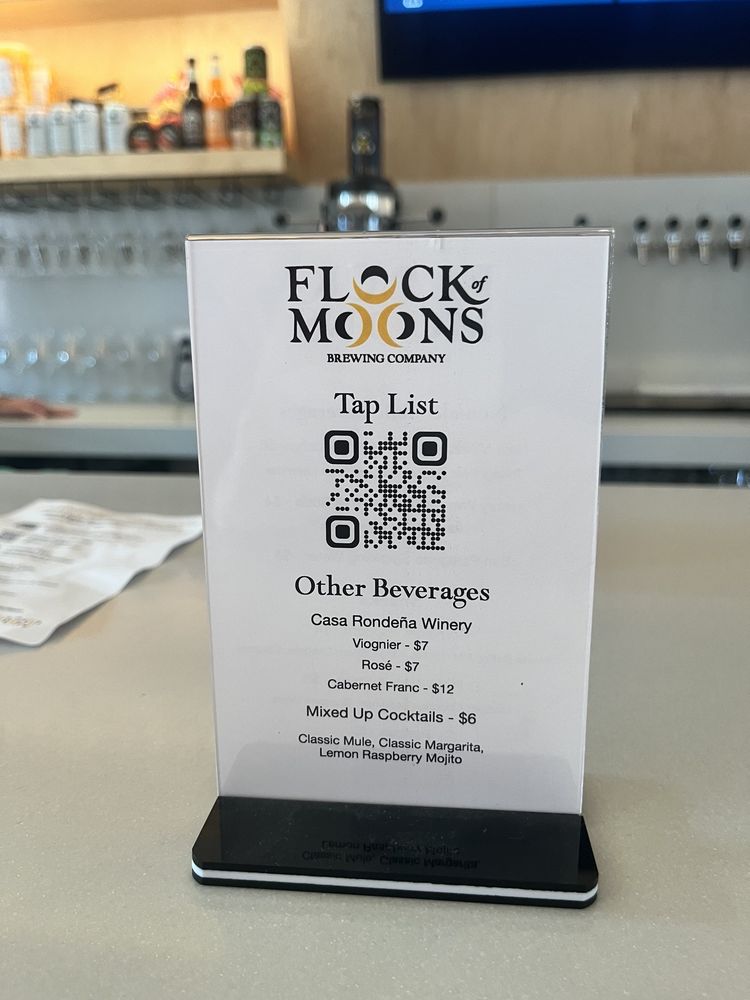 FLOCK of
MOONS
BREWING COMPANY
Tap List
Other Beverages
Casa Rondeña Winery
Viognier - $7
Rosé - $7
Cabernet Franc - $12
Mixed Up Cocktails - $6
Classic Mule, Classic Margarita,
Lemon Raspberry Mojito